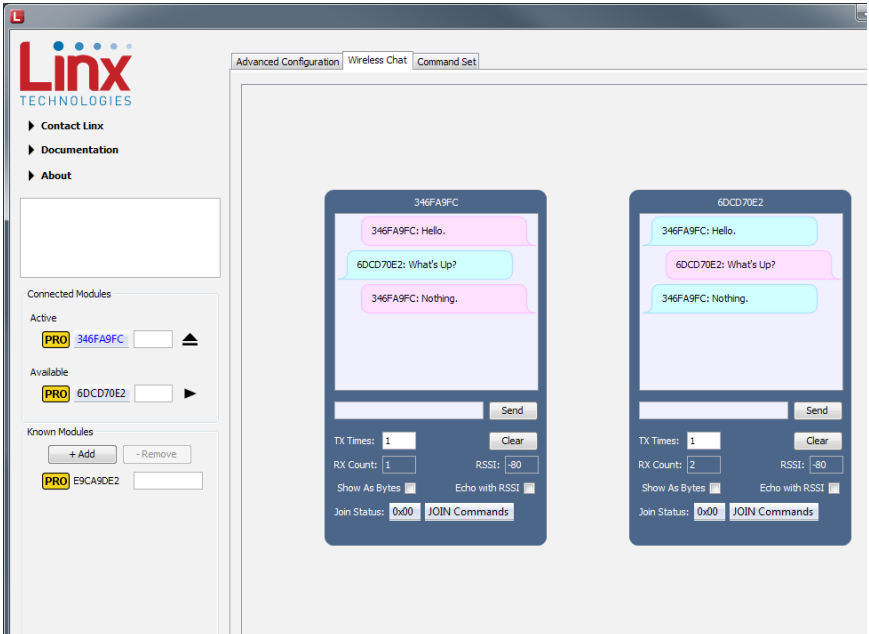 L
Linx
TECHNOLOGIES
Contact Linx
Documentation
About
Connected Modules
Active
PRO 346FA9FC
Available
PRO 6DCD70E2
Known Modules
+ Add - Remove
PRO E9CA9DE2
Advanced Configuration Wireless Chat Command Set
346FA9FC
346FA9FC: Hello.
6DCD70E2: What's Up?
346FA9FC: Nothing.
Send
TX Times: 1 Clear
RX Count: 1 RSSI: -80
Show As Bytes Echo with RSSI
Join Status: 0x00 JOIN Commands
6DCD70E2
346FA9FC: Hello.
6DCD70E2: What's Up?
346FA9FC: Nothing.
Send
TX Times: 1 Clear
RX Count: 2 RSSI: -80
Show As Bytes Echo with RSSI
Join Status: 0x00 JOIN Commands